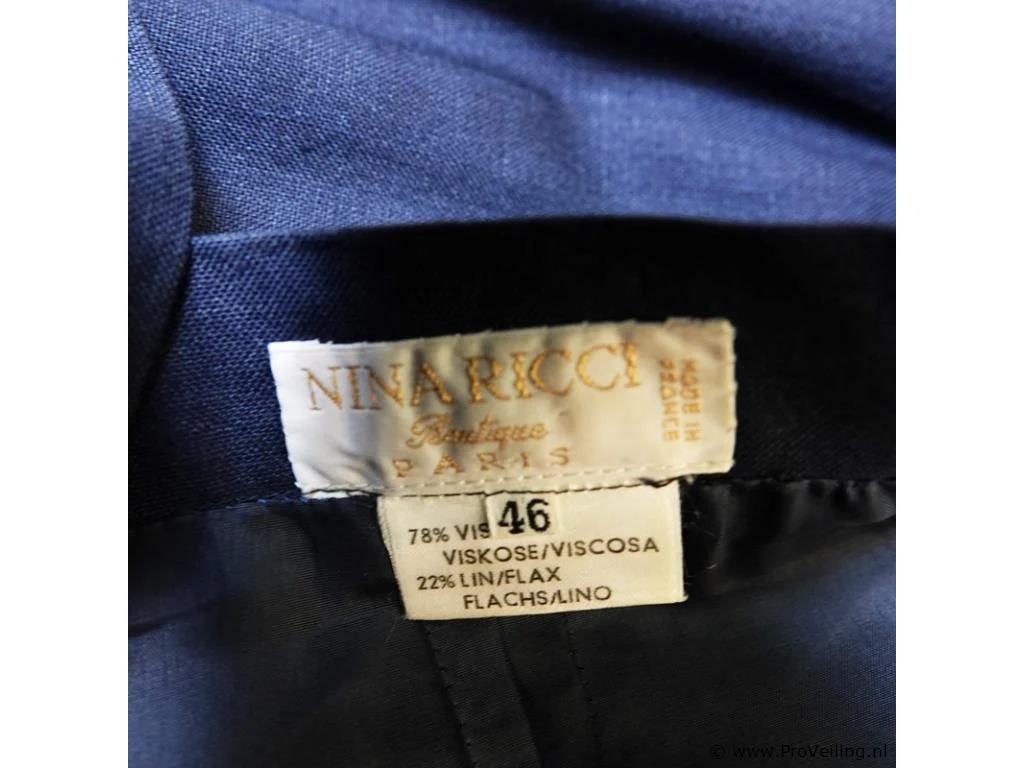 NINA RICCI
Boutique
PARIS
MADE IN
FRANCE
46
78% VIS
VISKOSE/VISCOSA
22% LIN/FLAX
FLACHS/LINO
© www.ProVeiling.nl